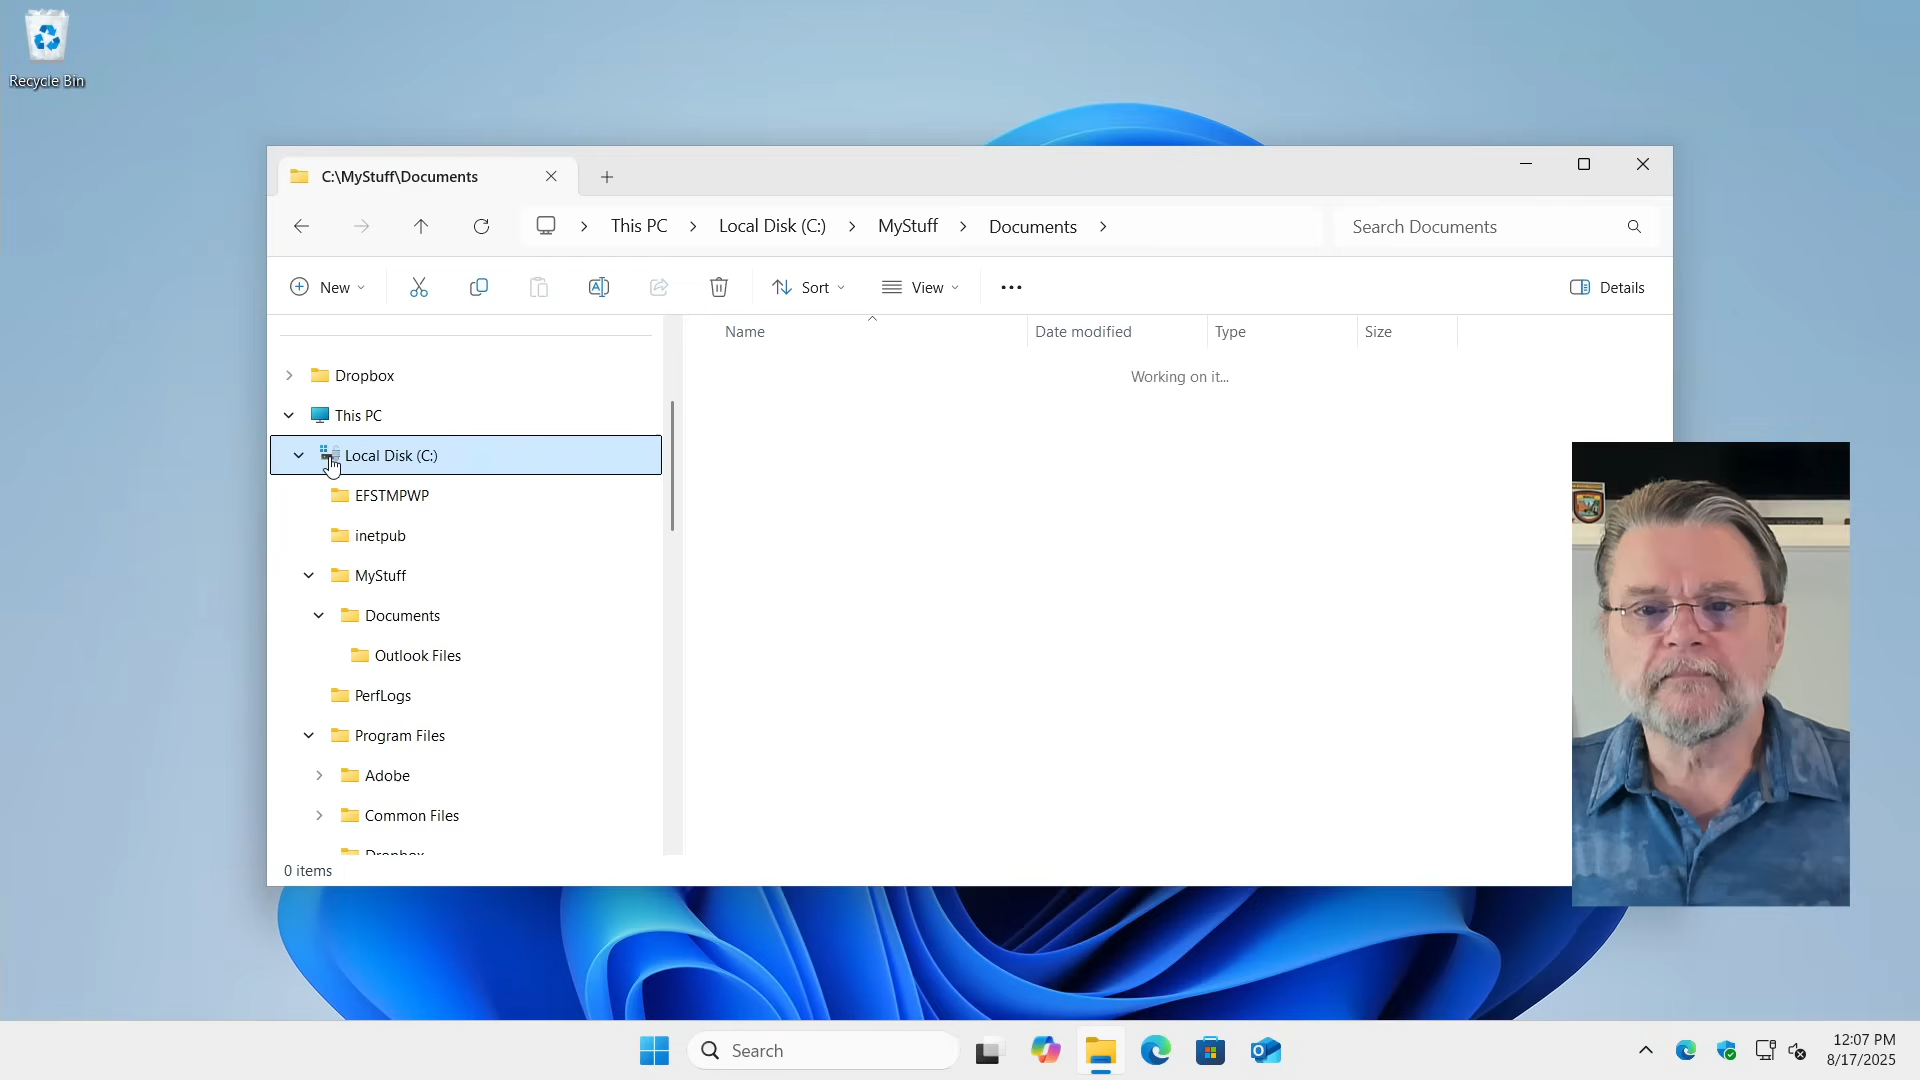 Recycle Bin
C:\MyStuff\Documents
This PC
Local Disk (C:)
MyStuff
Documents
Search Documents
New
Sort
View
Details
Name
Date modified
Type
Size
Working on it...
Dropbox
This PC
Local Disk (C:)
EFSTMPWP
inetpub
MyStuff
Documents
Outlook Files
PerfLogs
Program Files
Adobe
Common Files
Dropbox
0 items
Search
12:07 PM
8/17/2025